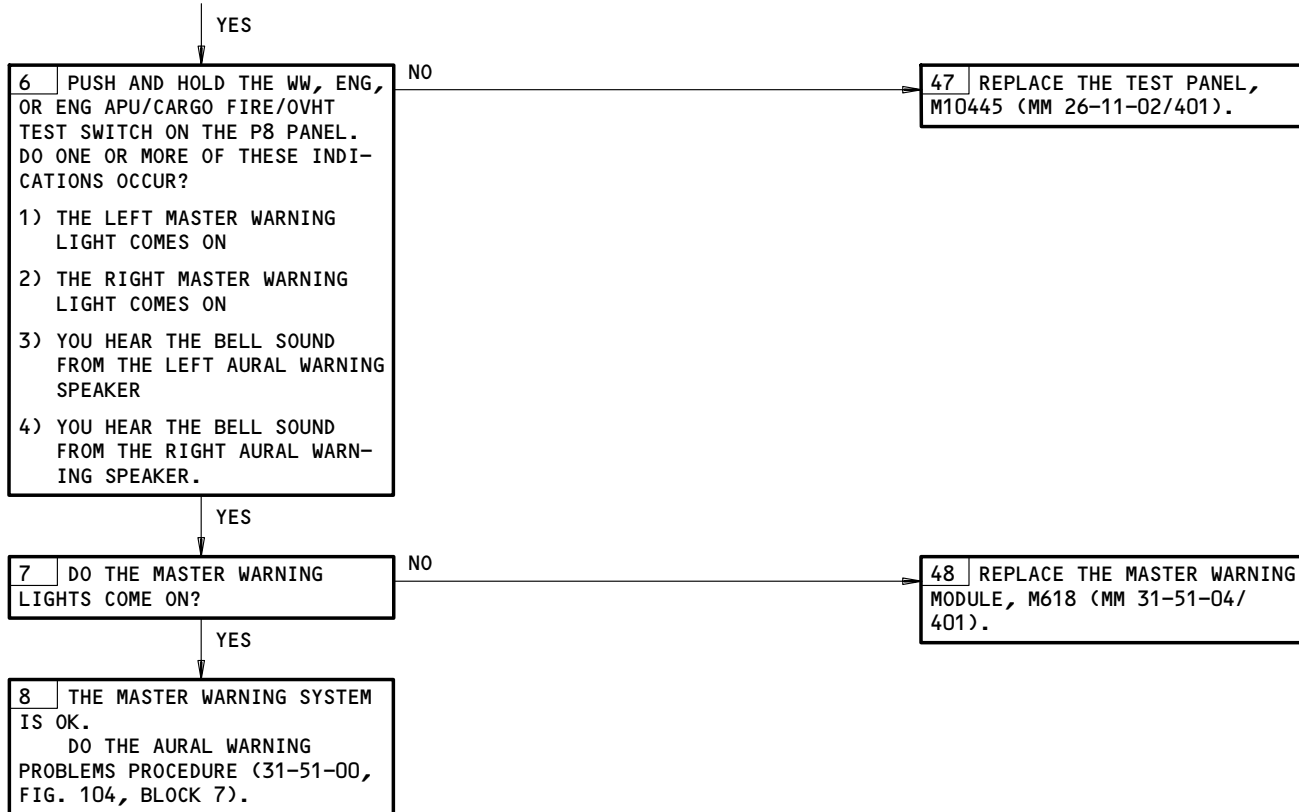 YES
6 PUSH AND HOLD THE WW, ENG,
OR ENG APU/CARGO FIRE/OVHT
TEST SWITCH ON THE P8 PANEL.
DO ONE OR MORE OF THESE INDI-
CATIONS OCCUR?
1) THE LEFT MASTER WARNING
LIGHT COMES ON
2) THE RIGHT MASTER WARNING
LIGHT COMES ON
3) YOU HEAR THE BELL SOUND
FROM THE LEFT AURAL WARNING
SPEAKER
4) YOU HEAR THE BELL SOUND
FROM THE RIGHT AURAL WARN-
ING SPEAKER.
NO
47 REPLACE THE TEST PANEL,
M10445 (MM 26-11-02/401).
YES
7 DO THE MASTER WARNING
LIGHTS COME ON?
NO
48 REPLACE THE MASTER WARNING
MODULE, M618 (MM 31-51-04/
401).
YES
8 THE MASTER WARNING SYSTEM
IS OK.
DO THE AURAL WARNING
PROBLEMS PROCEDURE (31-51-00,
FIG. 104, BLOCK 7).